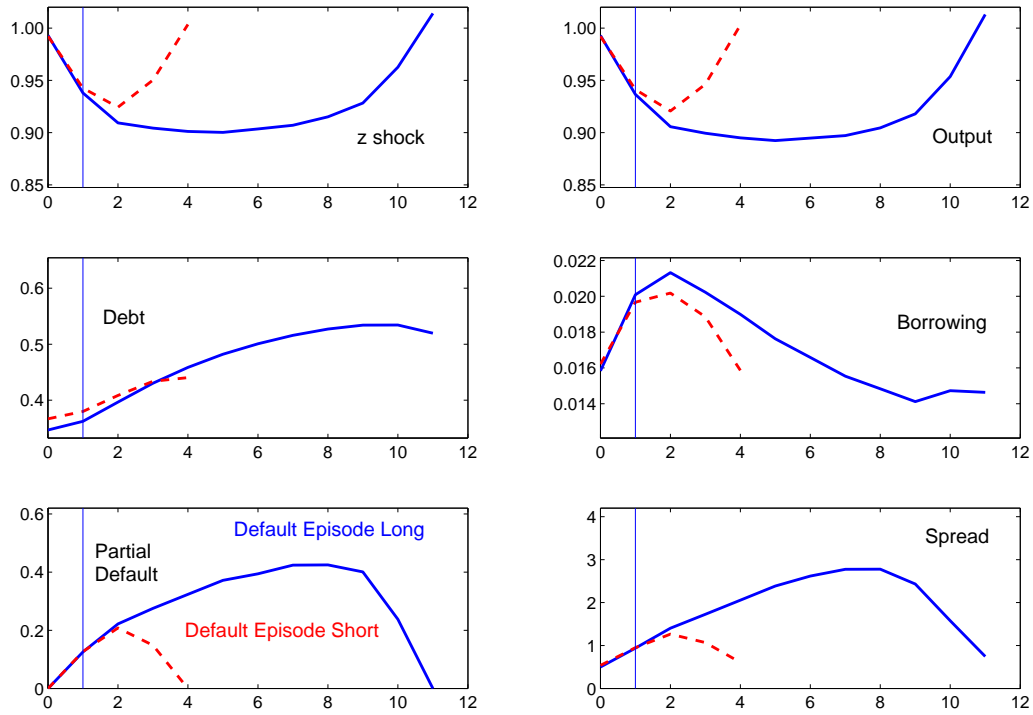 1.00
0.95
0.90
0.85
0 2 4 6 8 10 12
z shock
1.00
0.95
0.90
0.85
0 2 4 6 8 10 12
Output
0.6
0.5
0.4
0 2 4 6 8 10 12
Debt
0.022
0.020
0.018
0.016
0.014
0 2 4 6 8 10 12
Borrowing
0.6
0.4
0.2
0
0 2 4 6 8 10 12
Default Episode Long
Partial
Default
Default Episode Short
4
3
2
1
0
0 2 4 6 8 10 12
Spread